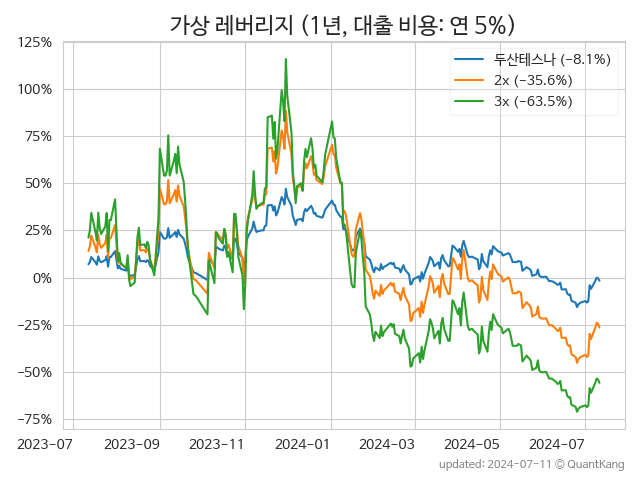 가상 레버리지 (1년, 대출 비용: 연 5%)
125%
100%
75%
50%
25%
0%
−25%
−50%
−75%
두산테스나 (−8.1%)
2x (−35.6%)
3x (−63.5%)
2023-07 2023-09 2023-11 2024-01 2024-03 2024-05 2024-07
updated: 2024-07-11 © QuantKang